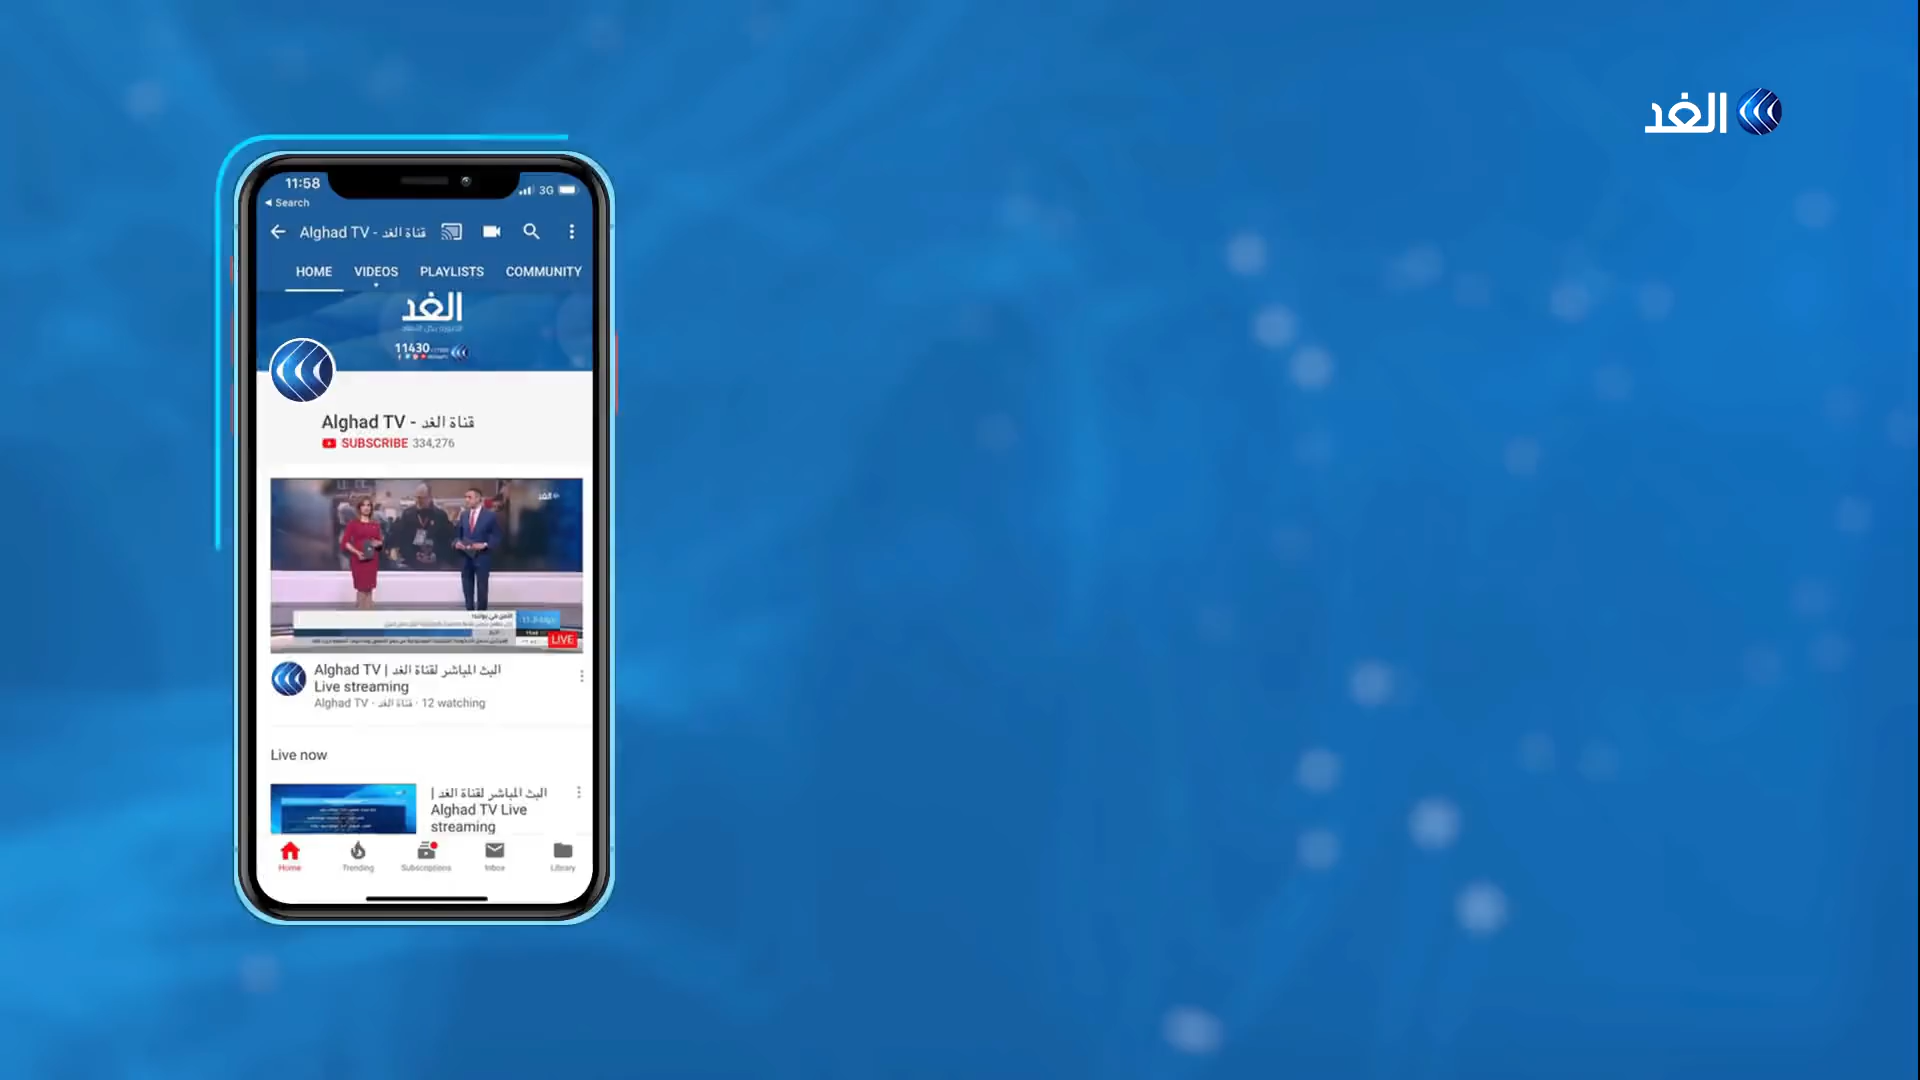 الغد
11:58
3G
Search
Alghad TV - قناة الغد
HOME VIDEOS PLAYLISTS COMMUNITY
الغد
11430
Alghad TV - قناة الغد
SUBSCRIBE 334,276
الغد
LIVE
Alghad TV | البث المباشر لقناة الغد
Live streaming
Alghad TV - قناة الغد · 12 watching
Live now
البث المباشر لقناة الغد |
Alghad TV Live
streaming
Home Trending Subscriptions Inbox Library